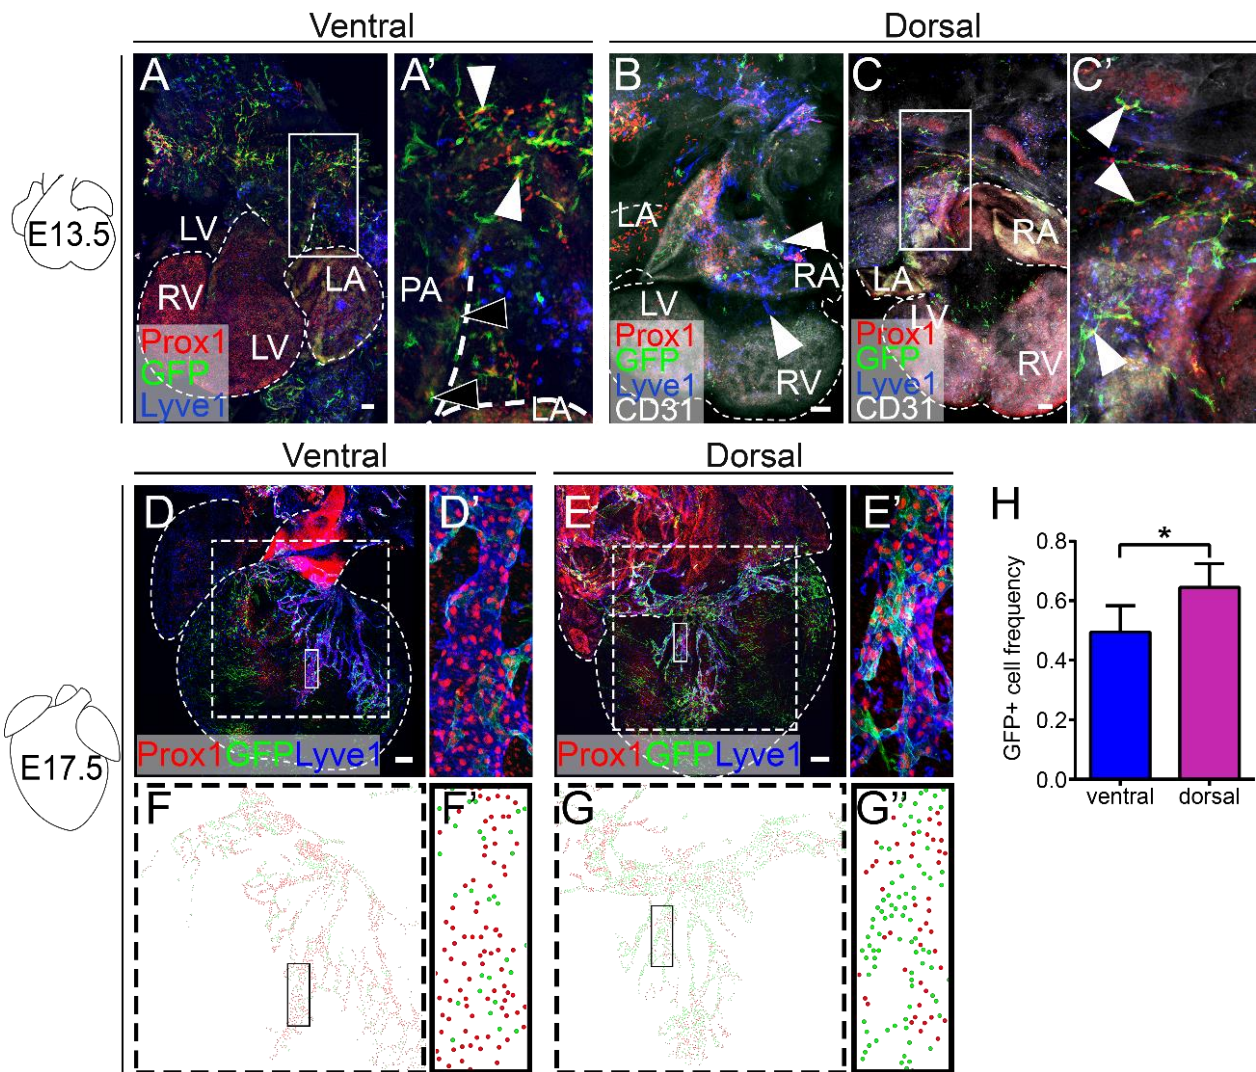 Ventral
Dorsal
E13.5
A
LV
RV
LV
LA
Prox1
GFP
Lyve1
A'
PA
LA
B
LA
LV
RA
RV
Prox1
GFP
Lyve1
CD31
C
RA
LA
LV
RV
Prox1
GFP
Lyve1
CD31
C'
Ventral
Dorsal
E17.5
D
Prox1GFPLyve1
D'
E
Prox1GFPLyve1
E'
F
F'
G
G"
H
*
GFP+ cell frequency
0.8
0.6
0.4
0.2
0.0
ventral
dorsal